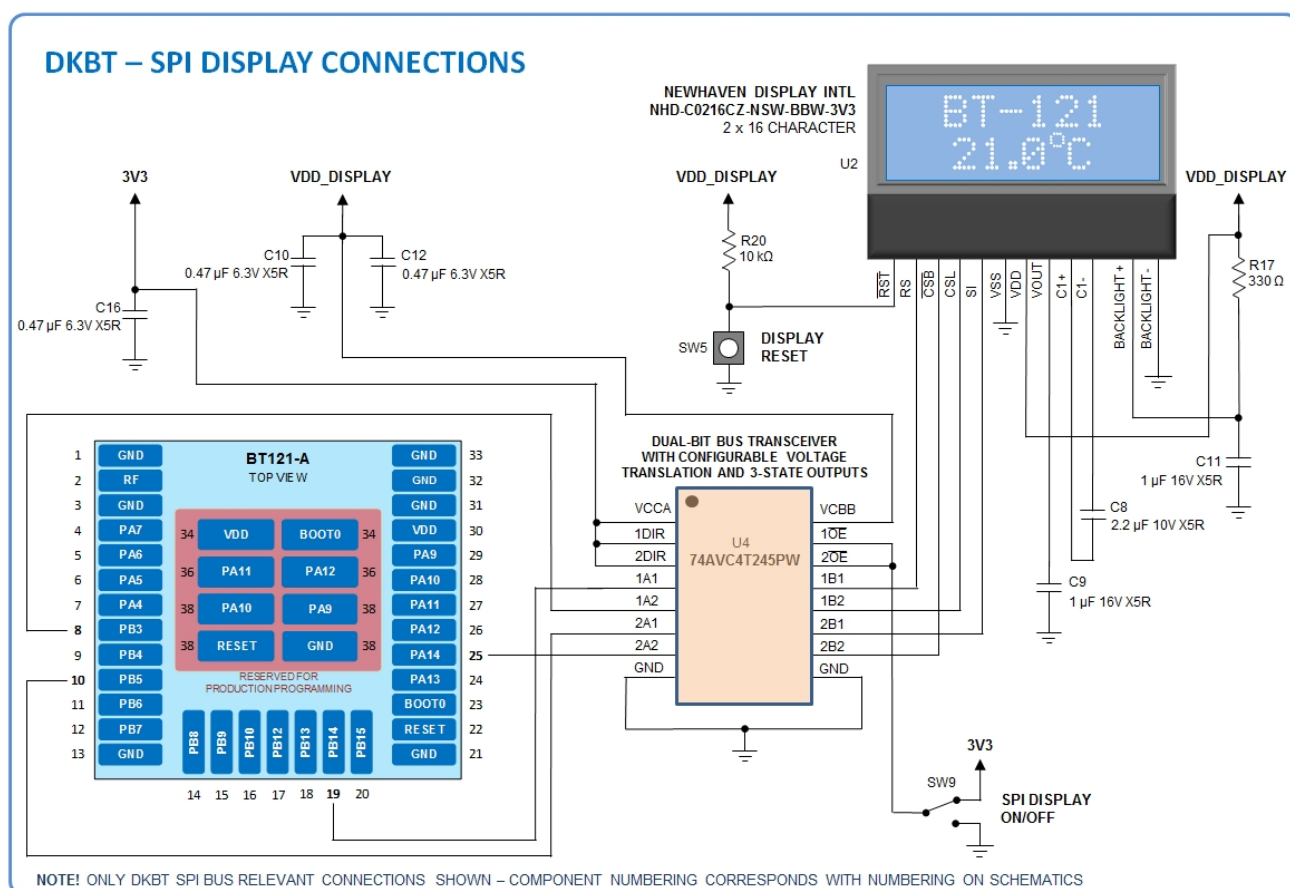 DKBT – SPI DISPLAY CONNECTIONS
NEWHAVEN DISPLAY INTL
NHD-C0216CZ-NSW-BBW-3V3
2 x 16 CHARACTER
U2
BT-121
21.0°C
3V3
VDD_DISPLAY
VDD_DISPLAY
VDD_DISPLAY
C10
0.47 µF 6.3V X5R
C12
0.47 µF 6.3V X5R
C16
0.47 µF 6.3V X5R
R20
10 kΩ
R17
330 Ω
RST
RS
CSB
CSL
SI
VSS
VDD
VOUT
C1+
C1-
BACKLIGHT +
BACKLIGHT -
SW5
DISPLAY
RESET
C11
1 µF 16V X5R
C8
2.2 µF 10V X5R
C9
1 µF 16V X5R
BT121-A
TOP VIEW
1 GND
2 RF
3 GND
4 PA7
5 PA6
6 PA5
7 PA4
8 PB3
9 PB4
10 PB5
11 PB6
12 PB7
13 GND
34 VDD BOOT0 34
36 PA11 PA12 36
38 PA10 PA9 38
38 RESET GND 38
RESERVED FOR
PRODUCTION PROGRAMMING
GND 33
GND 32
GND 31
VDD 30
PA9 29
PA10 28
PA11 27
PA12 26
PA14 25
PA13 24
BOOT0 23
RESET 22
GND 21
PB8 PB9 PB10 PB12 PB13 PB14 PB15
14 15 16 17 18 19 20
DUAL-BIT BUS TRANSCEIVER
WITH CONFIGURABLE VOLTAGE
TRANSLATION AND 3-STATE OUTPUTS
U4
74AVC4T245PW
VCCA
1DIR
2DIR
1A1
1A2
2A1
2A2
GND
VCBB
1OE
2OE
1B1
1B2
2B1
2B2
GND
3V3
SW9
SPI DISPLAY
ON/OFF
NOTE! ONLY DKBT SPI BUS RELEVANT CONNECTIONS SHOWN – COMPONENT NUMBERING CORRESPONDS WITH NUMBERING ON SCHEMATICS